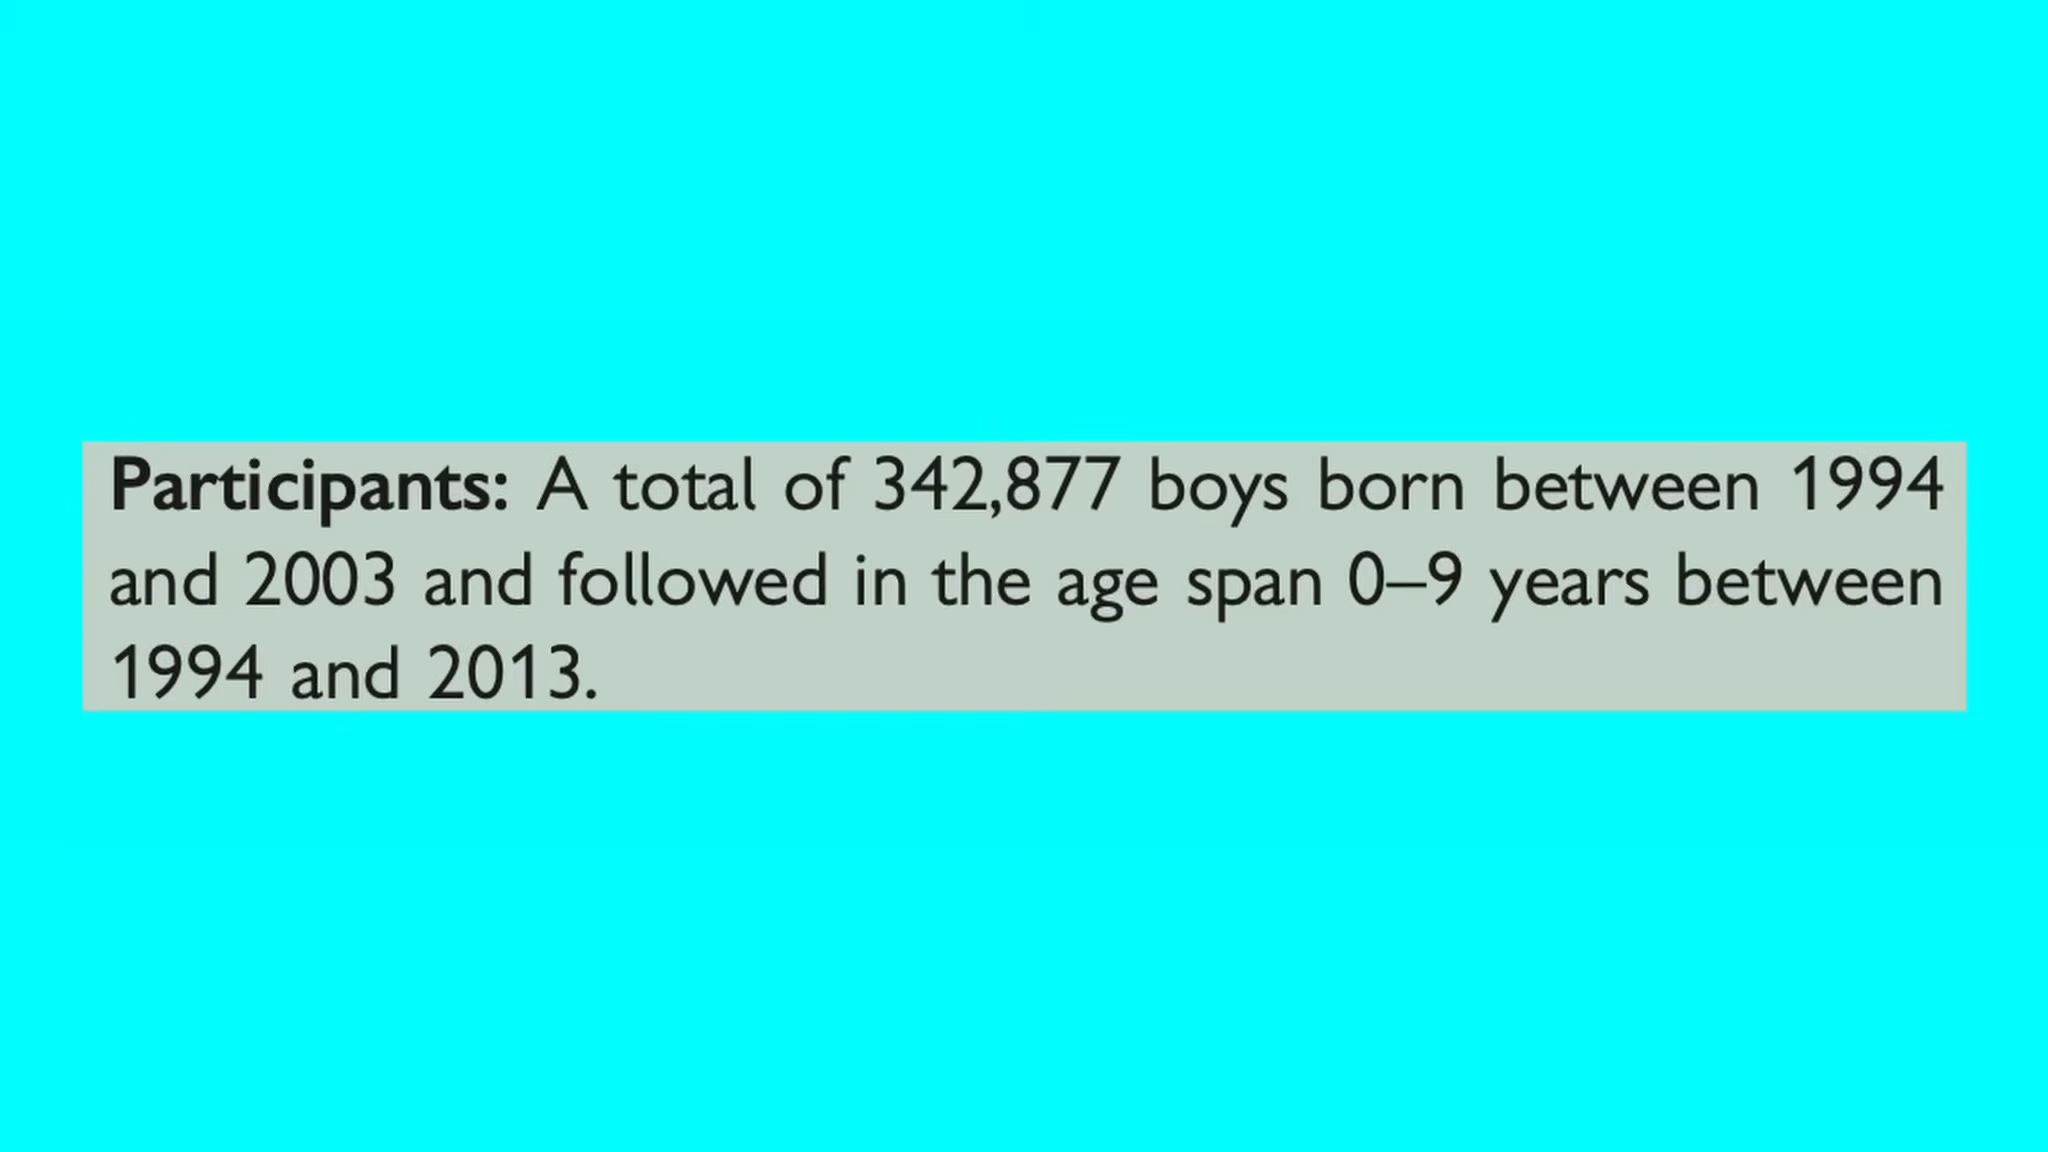 Participants: A total of 342,877 boys born between 1994
and 2003 and followed in the age span 0–9 years between
1994 and 2013.